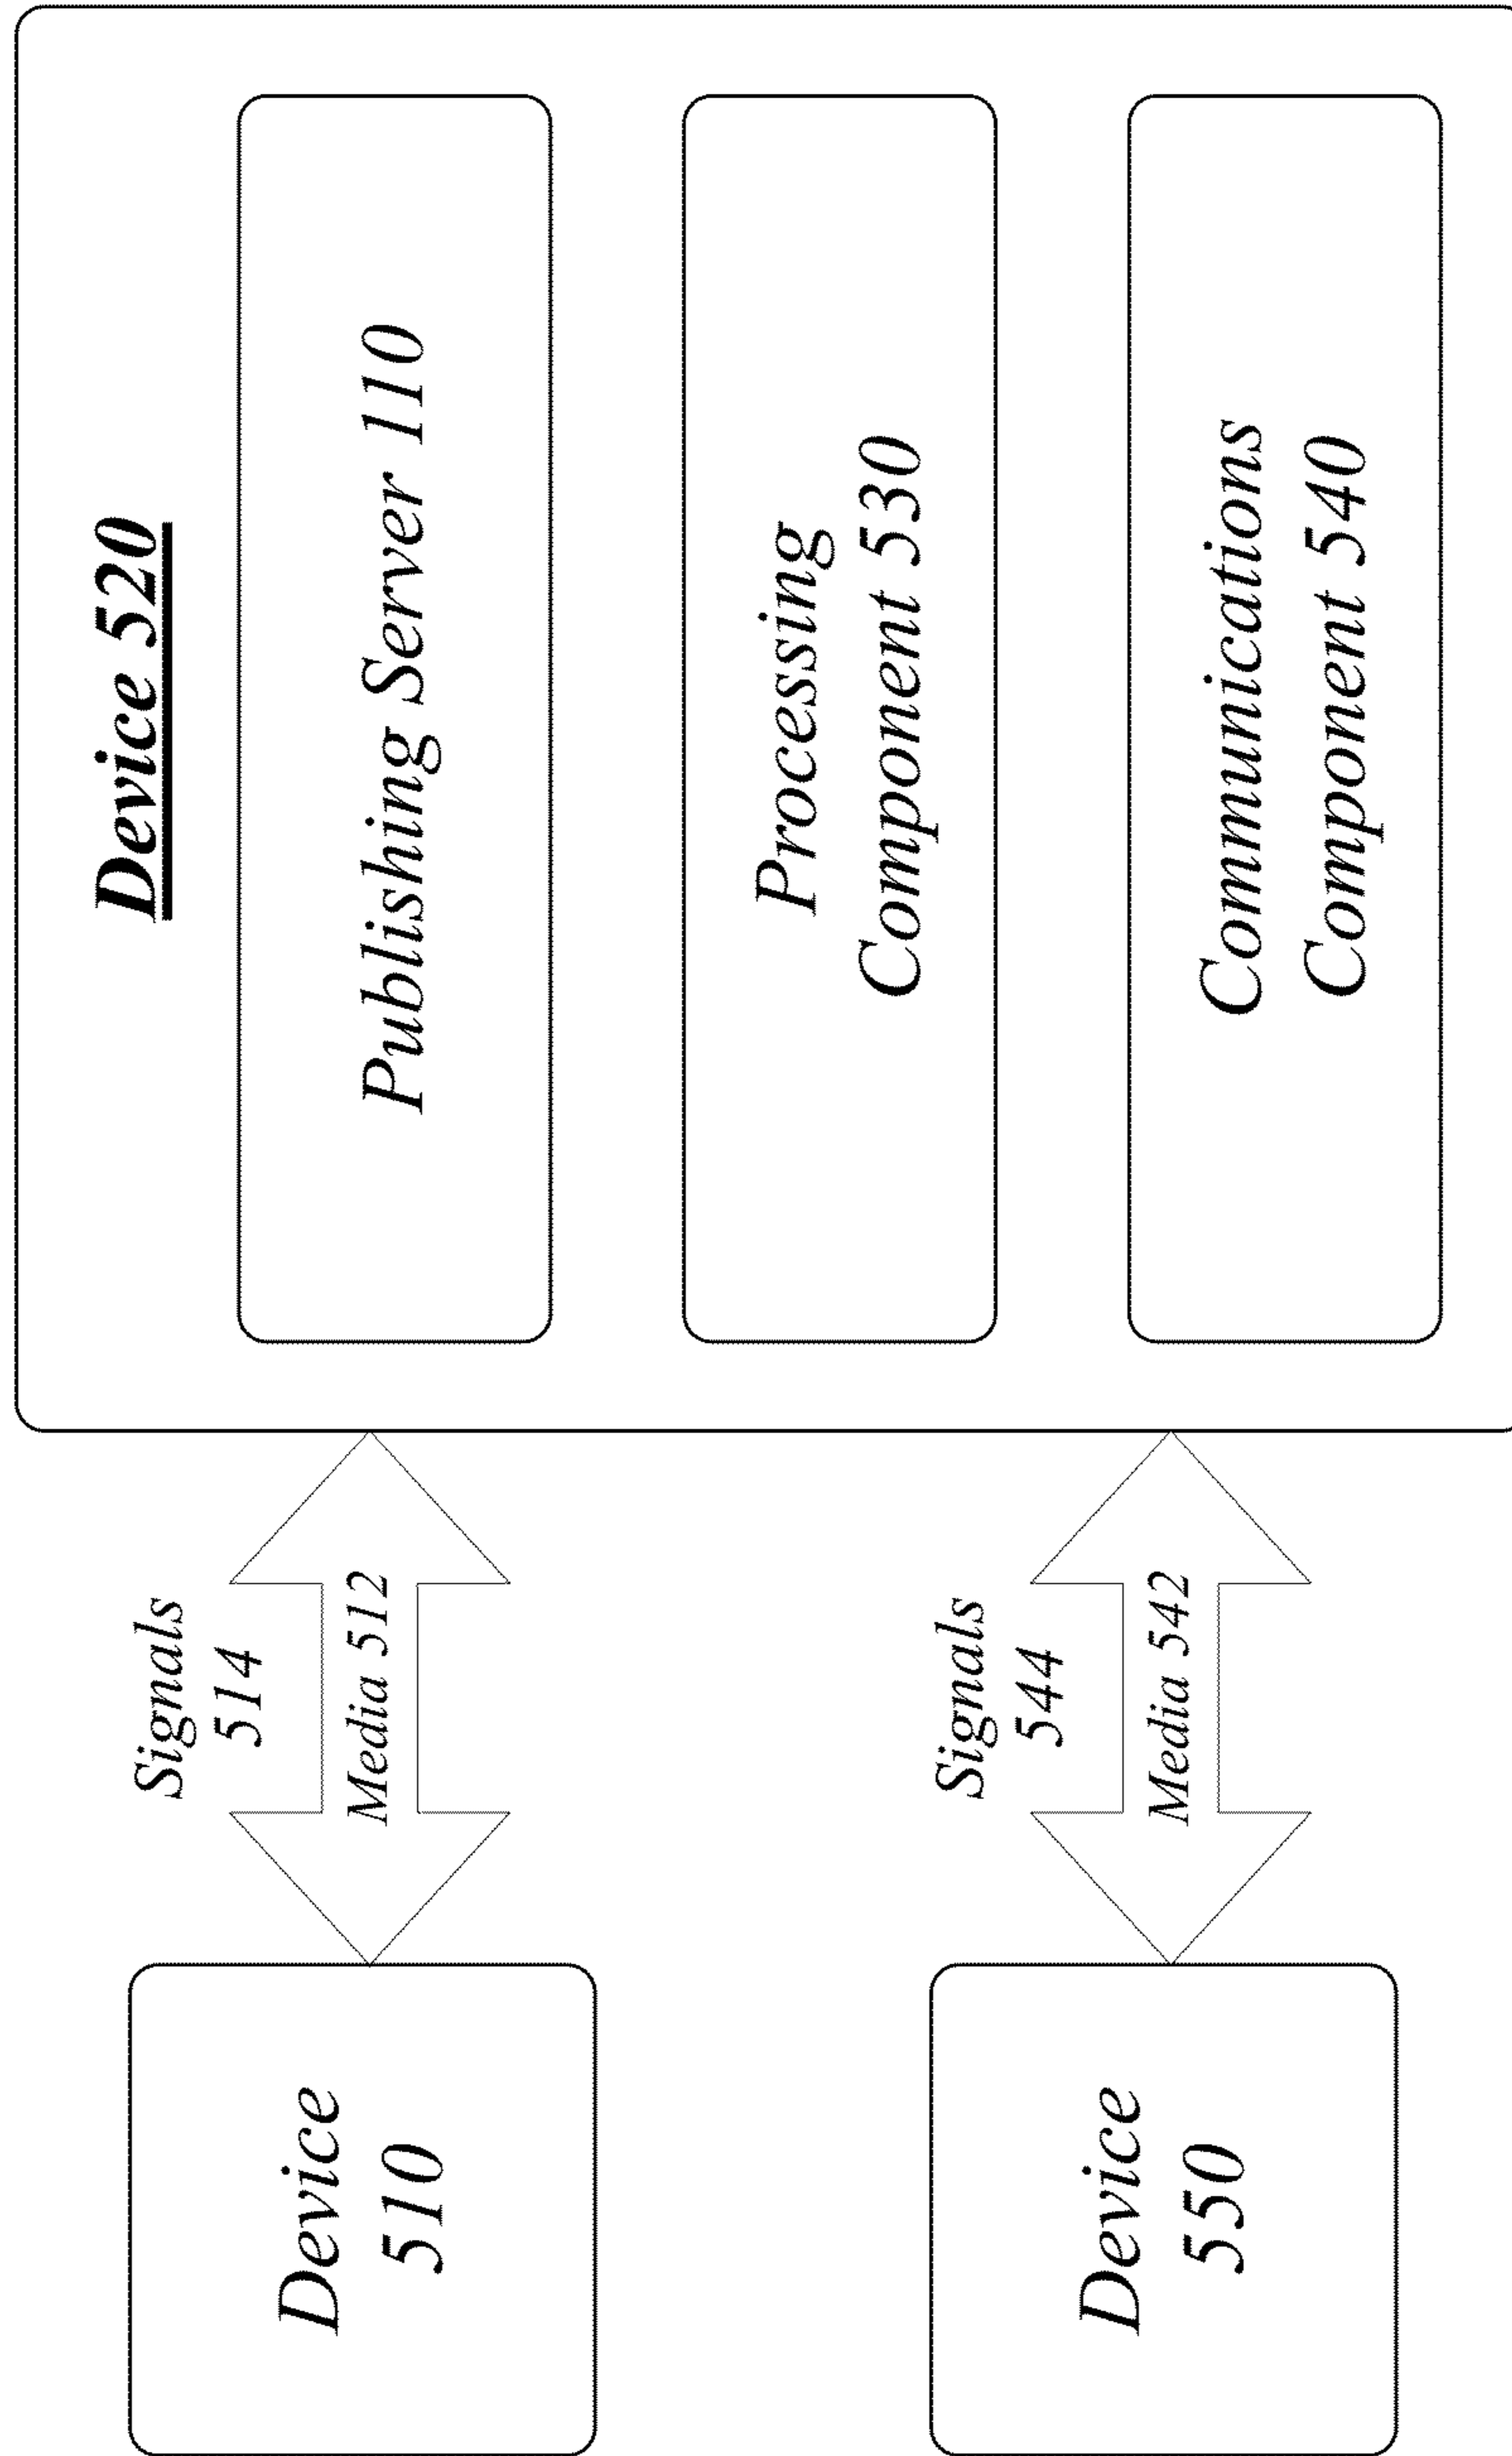 Device 520
Publishing Server 110
Processing
Component 530
Communications
Component 540
Signals
514
Media 512
Signals
544
Media 542
Device
510
Device
550